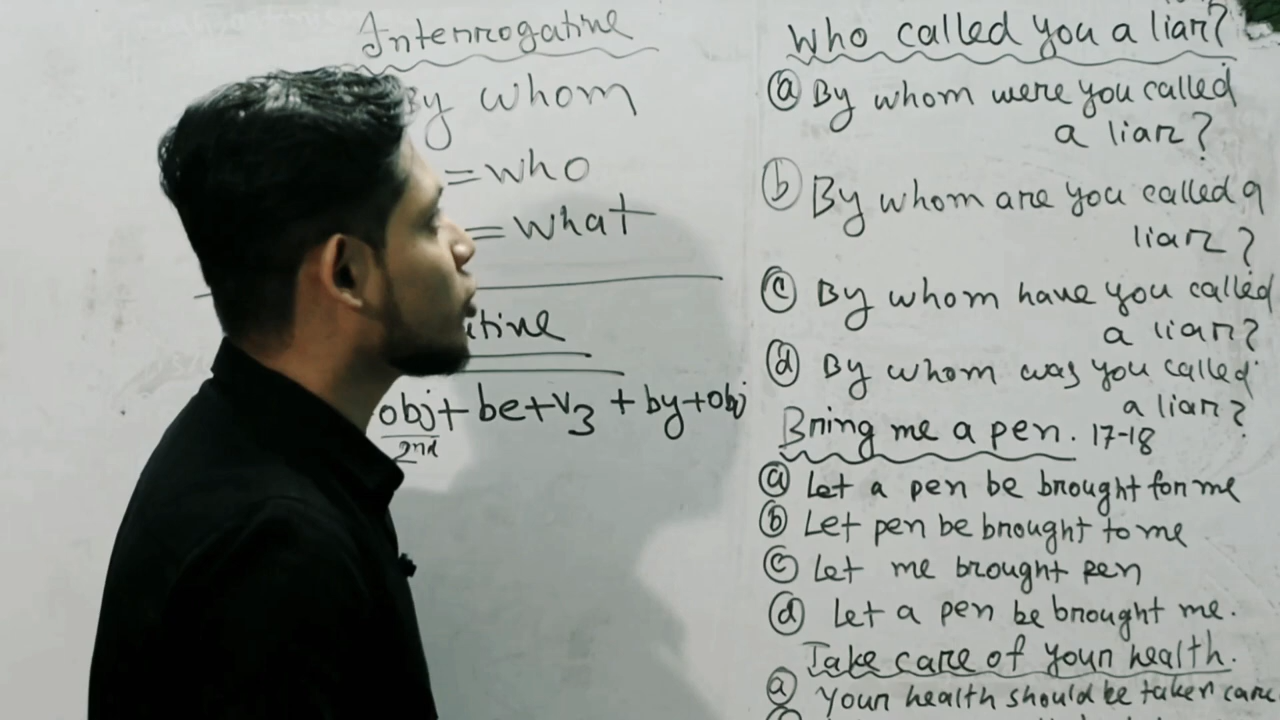 Interrogative
By whom
= who
= what
itive
obj + be + v3 + by + obj
2nd
Who called you a liar?
ⓐ By whom were you called
a liar?
ⓑ By whom are you called a
liar?
ⓒ By whom have you called
a liar?
ⓓ By whom was you called
a liar?
Bring me a pen. 17-18
ⓐ Let a pen be brought for me
ⓑ Let pen be brought to me
ⓒ Let me brought pen
ⓓ Let a pen be brought me.
Take care of your health.
ⓐ Your health should be taken care